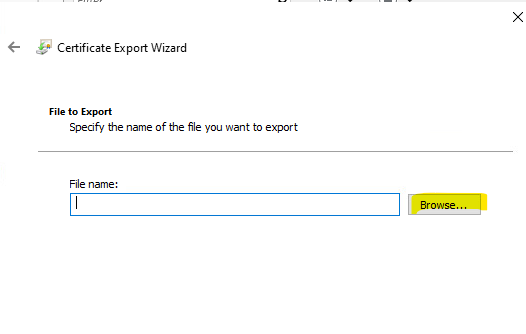 Certificate Export Wizard
File to Export
Specify the name of the file you want to export
File name:
Browse...